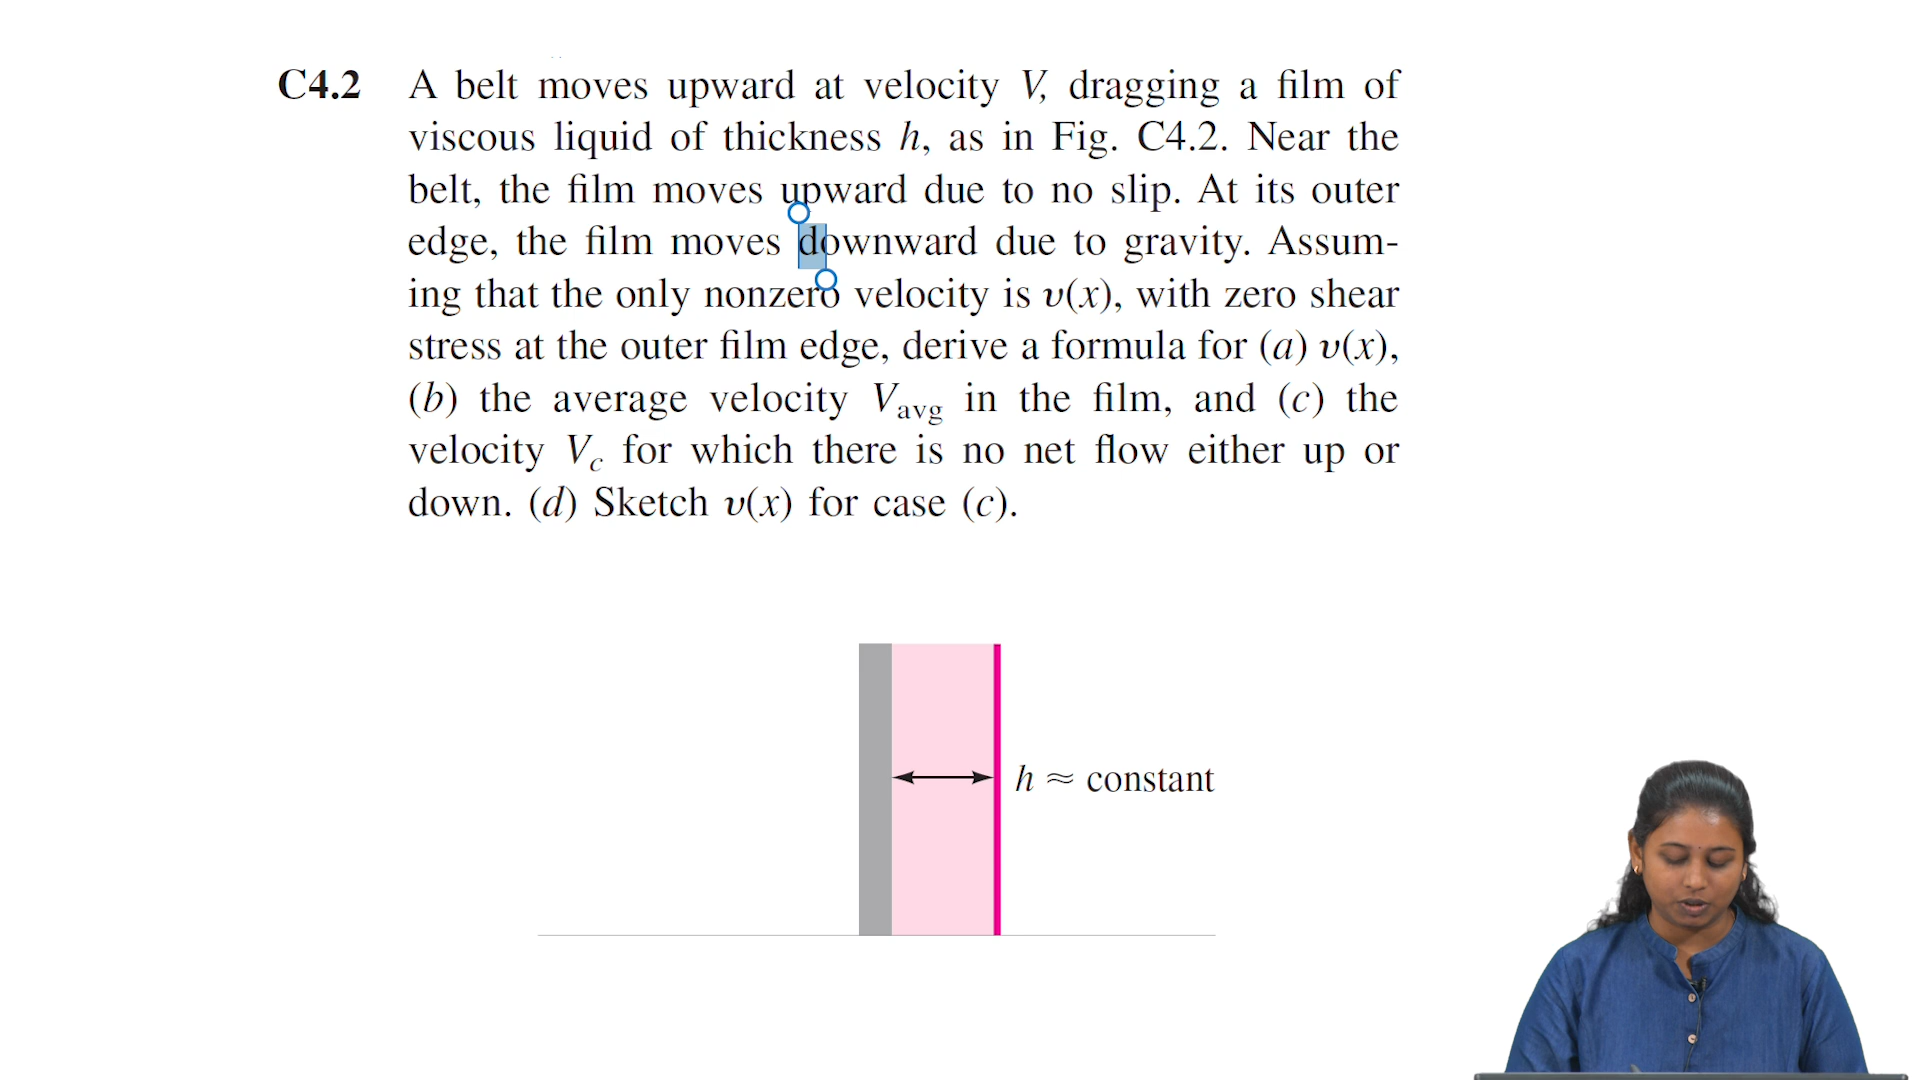 C4.2 A belt moves upward at velocity V, dragging a film of
viscous liquid of thickness h, as in Fig. C4.2. Near the
belt, the film moves upward due to no slip. At its outer
edge, the film moves downward due to gravity. Assum-
ing that the only nonzero velocity is υ(x), with zero shear
stress at the outer film edge, derive a formula for (a) υ(x),
(b) the average velocity V_avg in the film, and (c) the
velocity V_c for which there is no net flow either up or
down. (d) Sketch υ(x) for case (c).
h ≈ constant